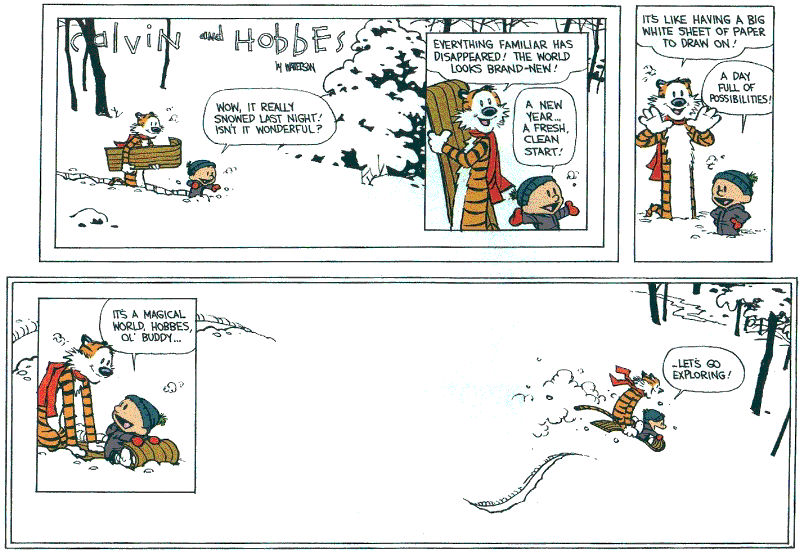 Calvin and Hobbes
by WATTERSON
WOW, IT REALLY
SNOWED LAST NIGHT!
ISN'T IT WONDERFUL?
EVERYTHING FAMILIAR HAS
DISAPPEARED! THE WORLD
LOOKS BRAND-NEW!
A NEW
YEAR...
A FRESH,
CLEAN
START!
IT'S LIKE HAVING A BIG
WHITE SHEET OF PAPER
TO DRAW ON!
A DAY
FULL OF
POSSIBILITIES!
IT'S A MAGICAL
WORLD, HOBBES,
OL' BUDDY...
...LET'S GO
EXPLORING!